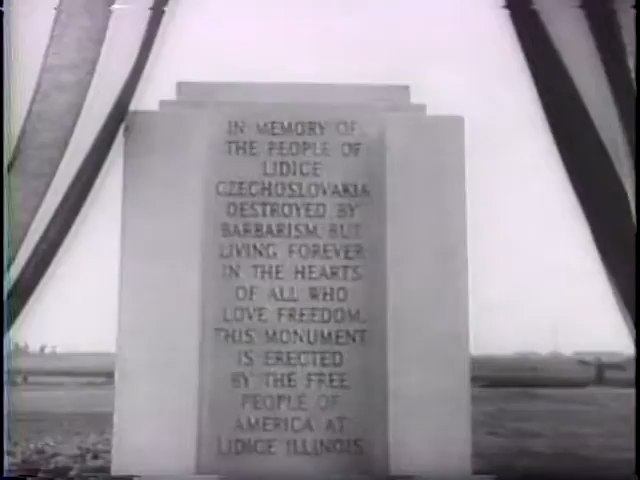 IN MEMORY OF
THE PEOPLE OF
LIDICE
CZECHOSLOVAKIA
DESTROYED BY
BARBARISM, BUT
LIVING FOREVER
IN THE HEARTS
OF ALL WHO
LOVE FREEDOM.
THIS MONUMENT
IS ERECTED
BY THE FREE
PEOPLE OF
AMERICA AT
LIDICE ILLINOIS